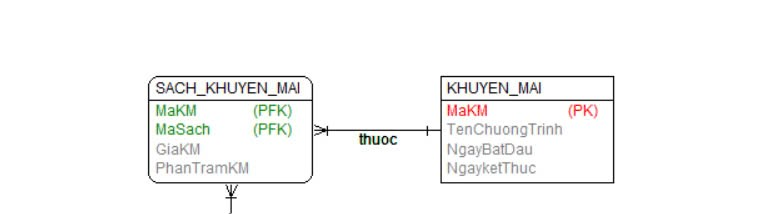 SACH_KHUYEN_MAI
MaKM (PFK)
MaSach (PFK)
GiaKM
PhanTramKM
thuoc
KHUYEN_MAI
MaKM (PK)
TenChuongTrinh
NgayBatDau
NgayketThuc